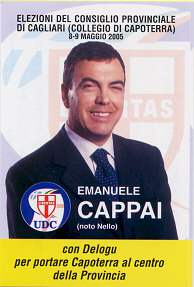 ELEZIONI DEL CONSIGLIO PROVINCIALE
DI CAGLIARI (COLLEGIO DI CAPOTERRA)
8-9 MAGGIO 2005
LIBERTAS
UDC
EMANUELE
CAPPAI
(noto Nello)
con Delogu
per portare Capoterra al centro
della Provincia